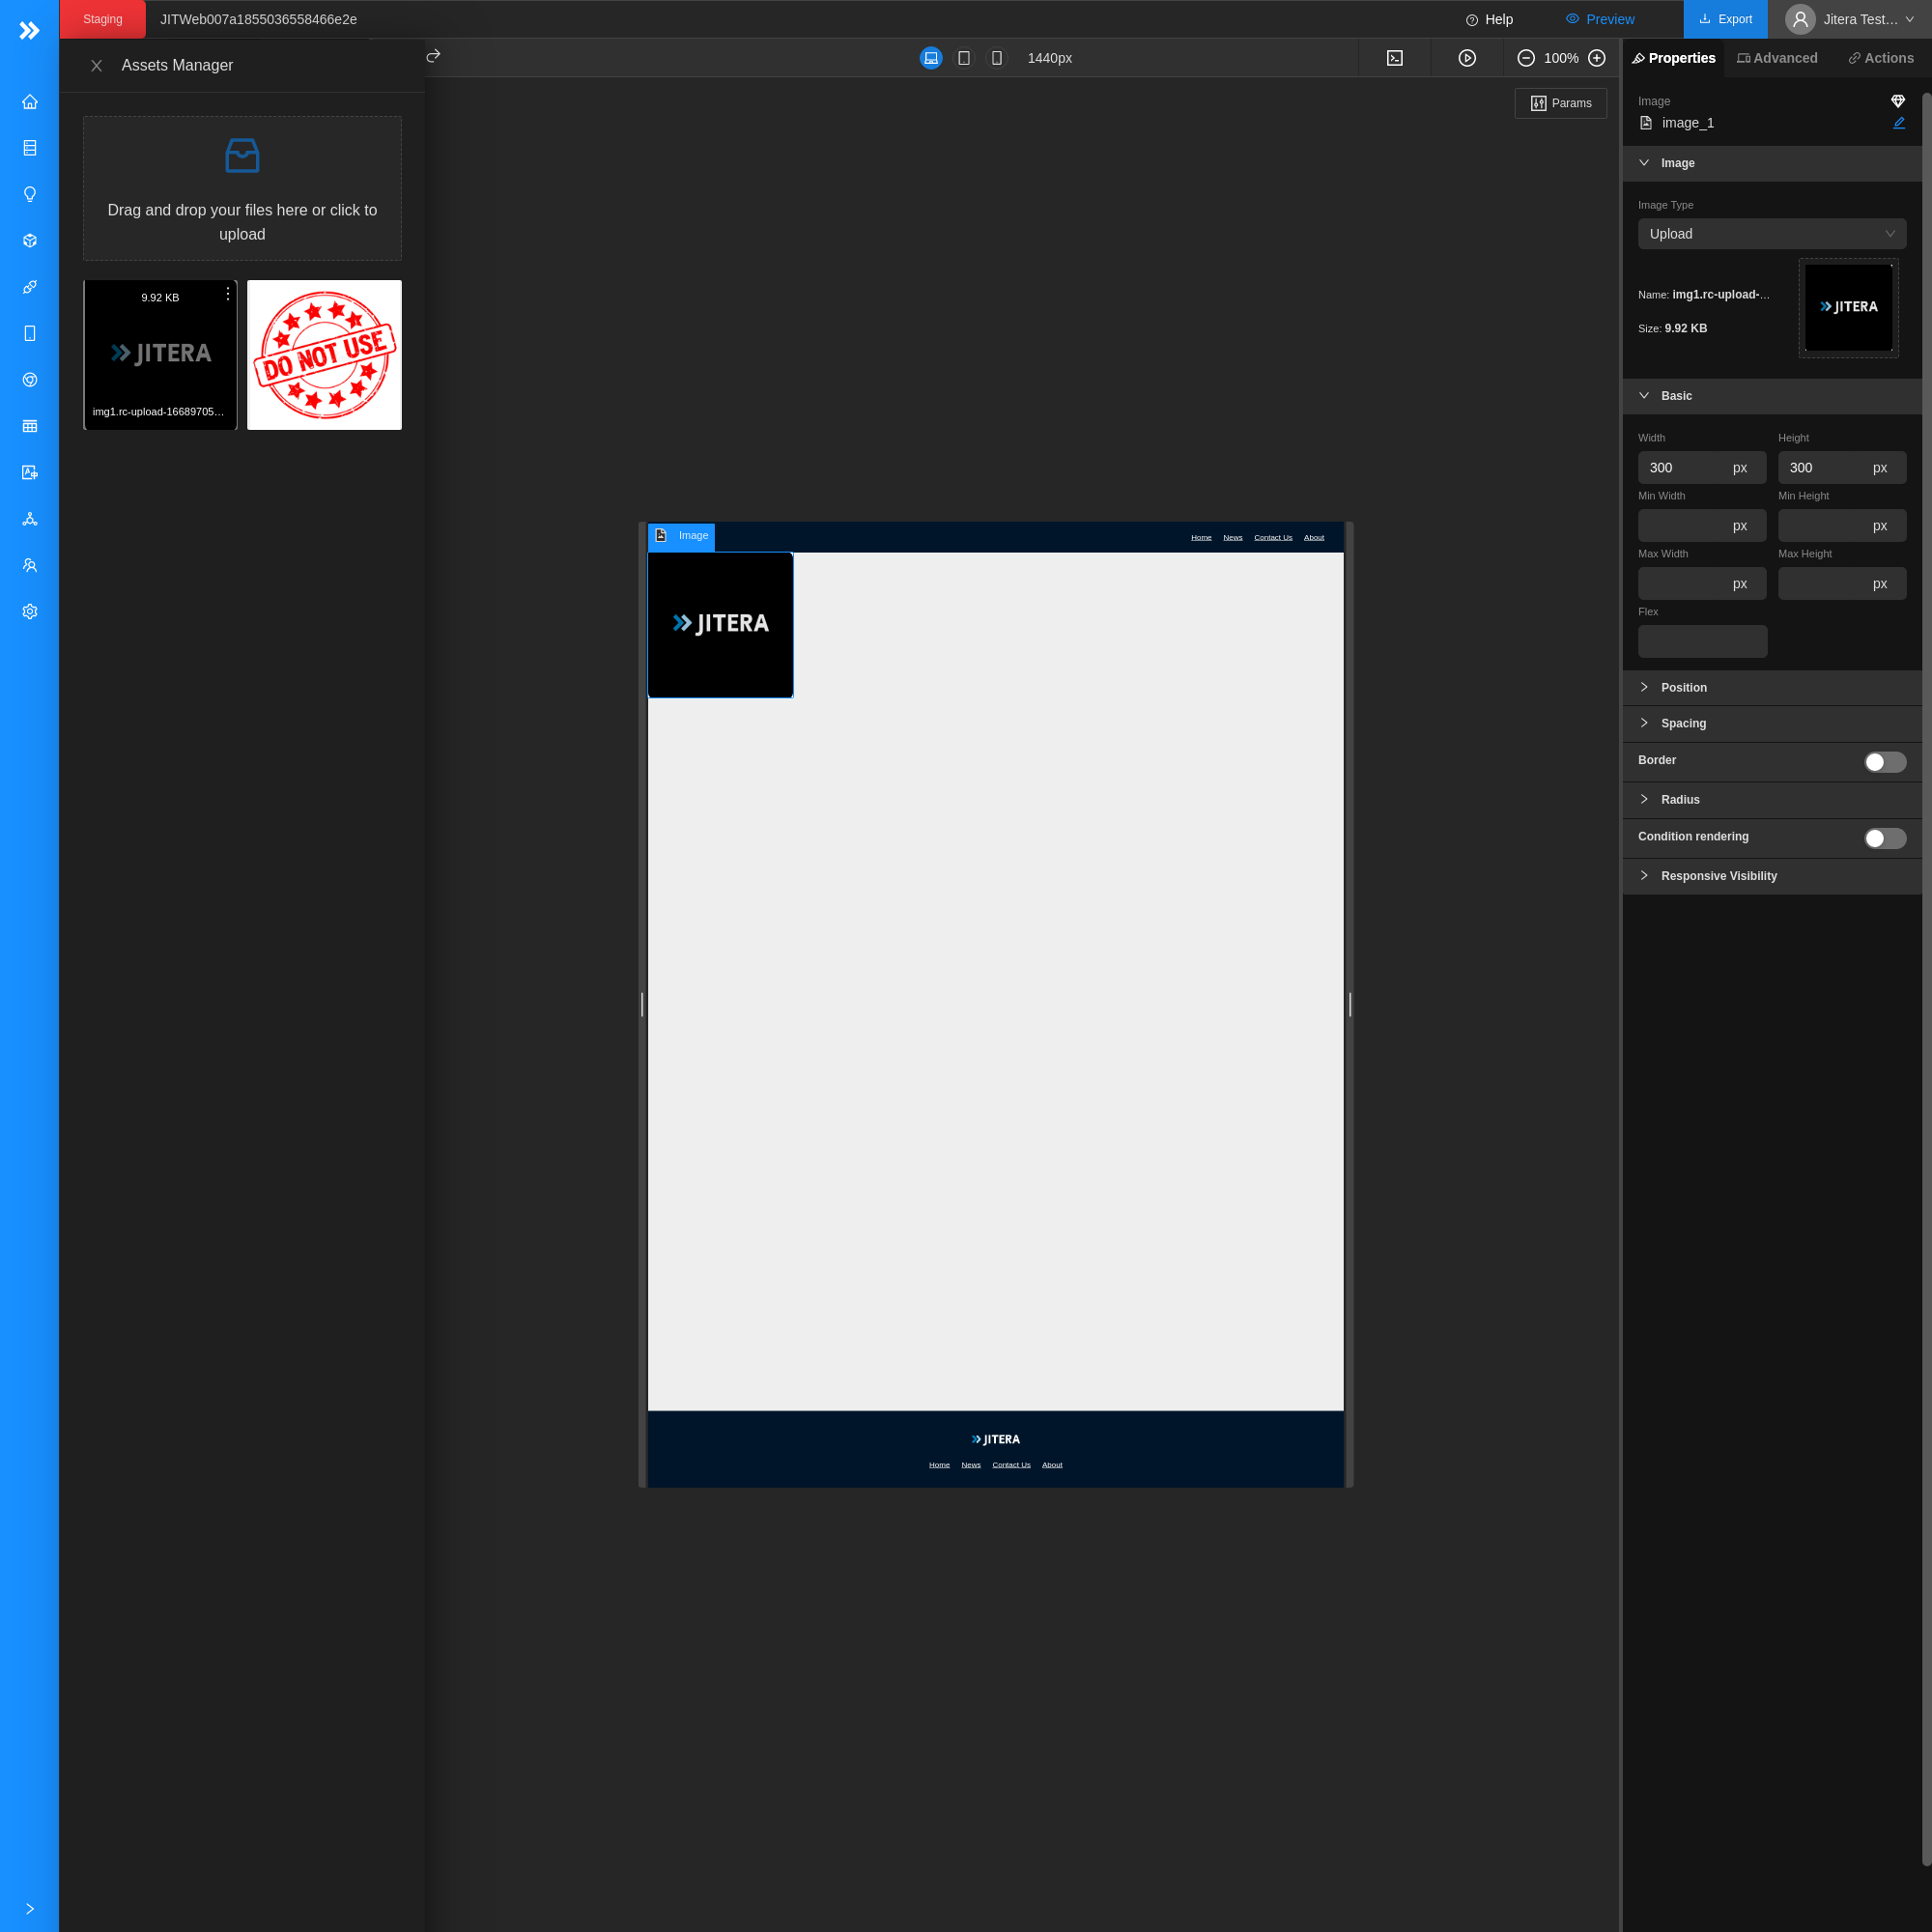 Staging
JITWeb007a1855036558466e2e
Help
Preview
Export
Jitera Test…
Assets Manager
1440px
100%
Properties
Advanced
Actions
Params
Drag and drop your files here or click to
upload
9.92 KB
JITERA
img1.rc-upload-16689705…
DO NOT USE
Image
image_1
Image
Image Type
Upload
Name: img1.rc-upload-…
Size: 9.92 KB
JITERA
Basic
Width
Height
300 px
300 px
Min Width
Min Height
px
px
Max Width
Max Height
px
px
Flex
Position
Spacing
Border
Radius
Condition rendering
Responsive Visibility
Image
Home News Contact Us About
JITERA
JITERA
Home News Contact Us About